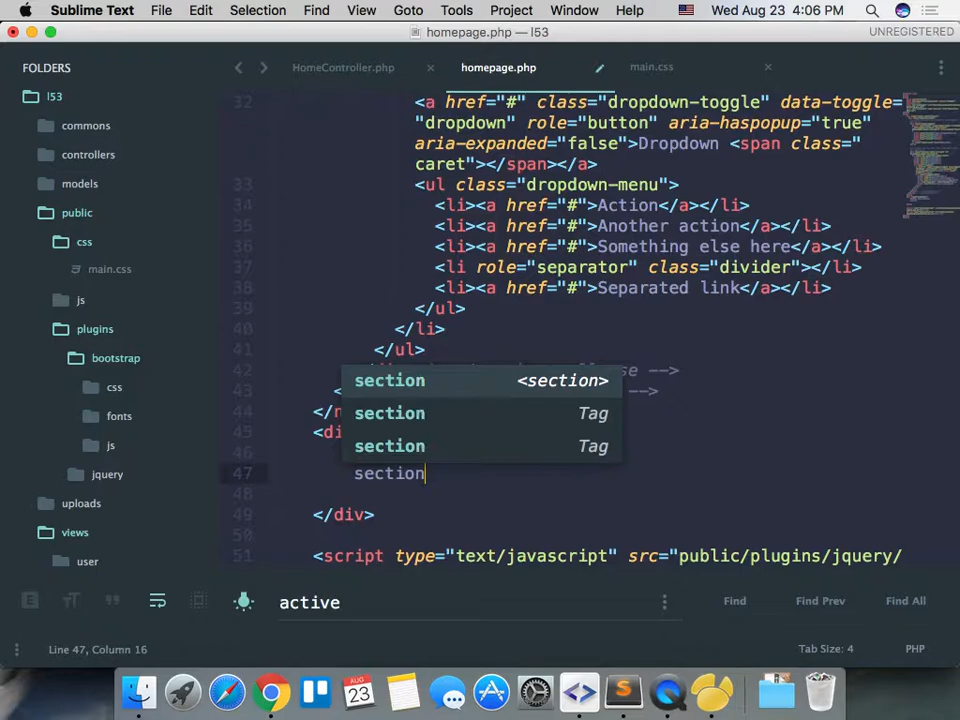 Sublime Text File Edit Selection Find View Goto Tools Project Window Help Wed Aug 23 4:06 PM
homepage.php — l53
UNREGISTERED
FOLDERS
l53
commons
controllers
models
public
css
main.css
js
plugins
bootstrap
css
fonts
js
jquery
uploads
views
user
HomeController.php
homepage.php
main.css
32 <a href="#" class="dropdown-toggle" data-toggle=
"dropdown" role="button" aria-haspopup="true"
aria-expanded="false">Dropdown <span class="
caret"></span></a>
33 <ul class="dropdown-menu">
34 <li><a href="#">Action</a></li>
35 <li><a href="#">Another action</a></li>
36 <li><a href="#">Something else here</a></li>
37 <li role="separator" class="divider"></li>
38 <li><a href="#">Separated link</a></li>
39 </ul>
40 </li>
41 </ul>
42 -->
43 < -->
44 </n
45 <di
46
47 section
48
49 </div>
50
51 <script type="text/javascript" src="public/plugins/jquery/
section <section>
section Tag
section Tag
active
Find
Find Prev
Find All
Line 47, Column 16
Tab Size: 4
PHP
AUG
23